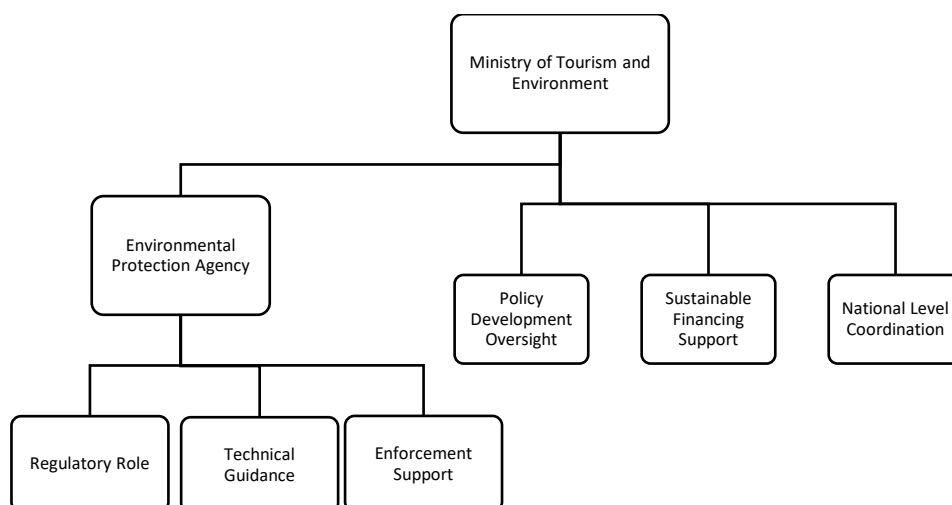 Ministry of Tourism and
Environment
Environmental
Protection Agency
Policy
Development
Oversight
Sustainable
Financing
Support
National Level
Coordination
Regulatory Role
Technical
Guidance
Enforcement
Support